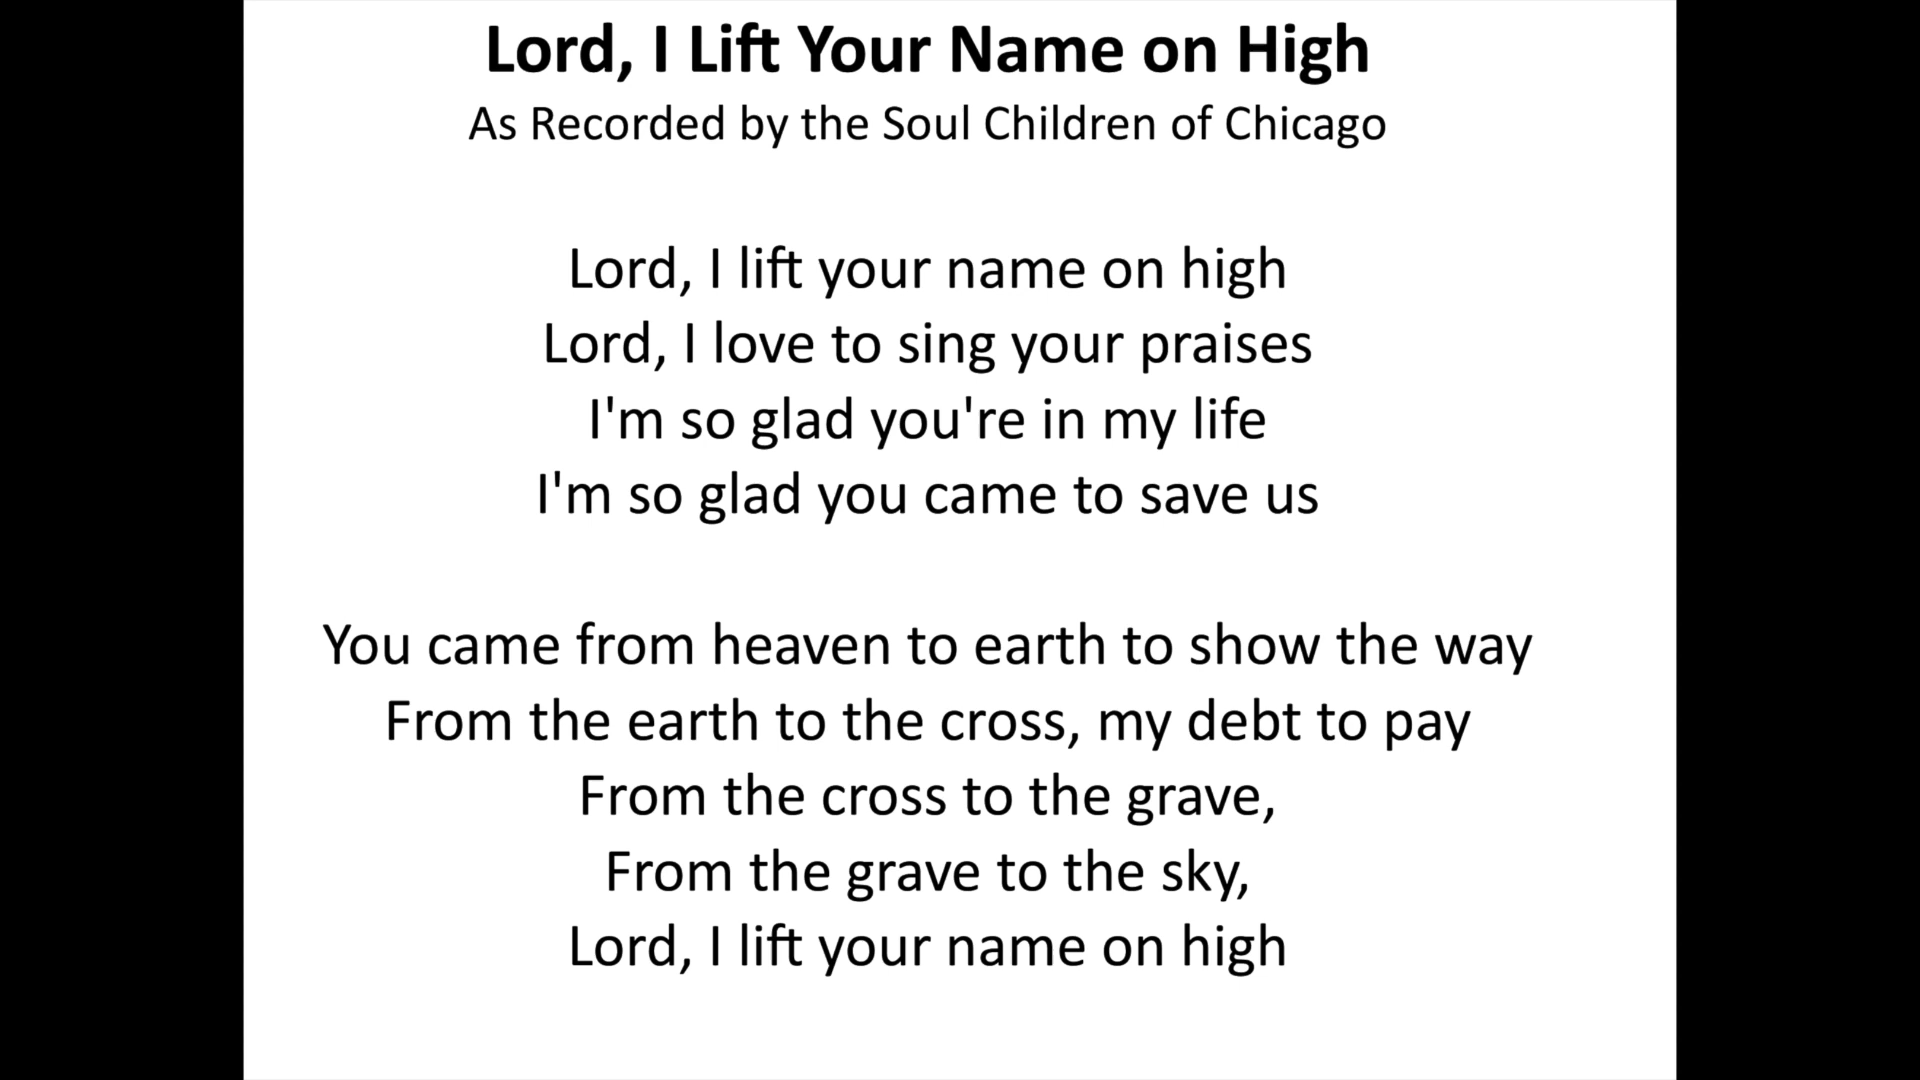 Lord, I Lift Your Name on High
As Recorded by the Soul Children of Chicago
Lord, I lift your name on high
Lord, I love to sing your praises
I'm so glad you're in my life
I'm so glad you came to save us
You came from heaven to earth to show the way
From the earth to the cross, my debt to pay
From the cross to the grave,
From the grave to the sky,
Lord, I lift your name on high